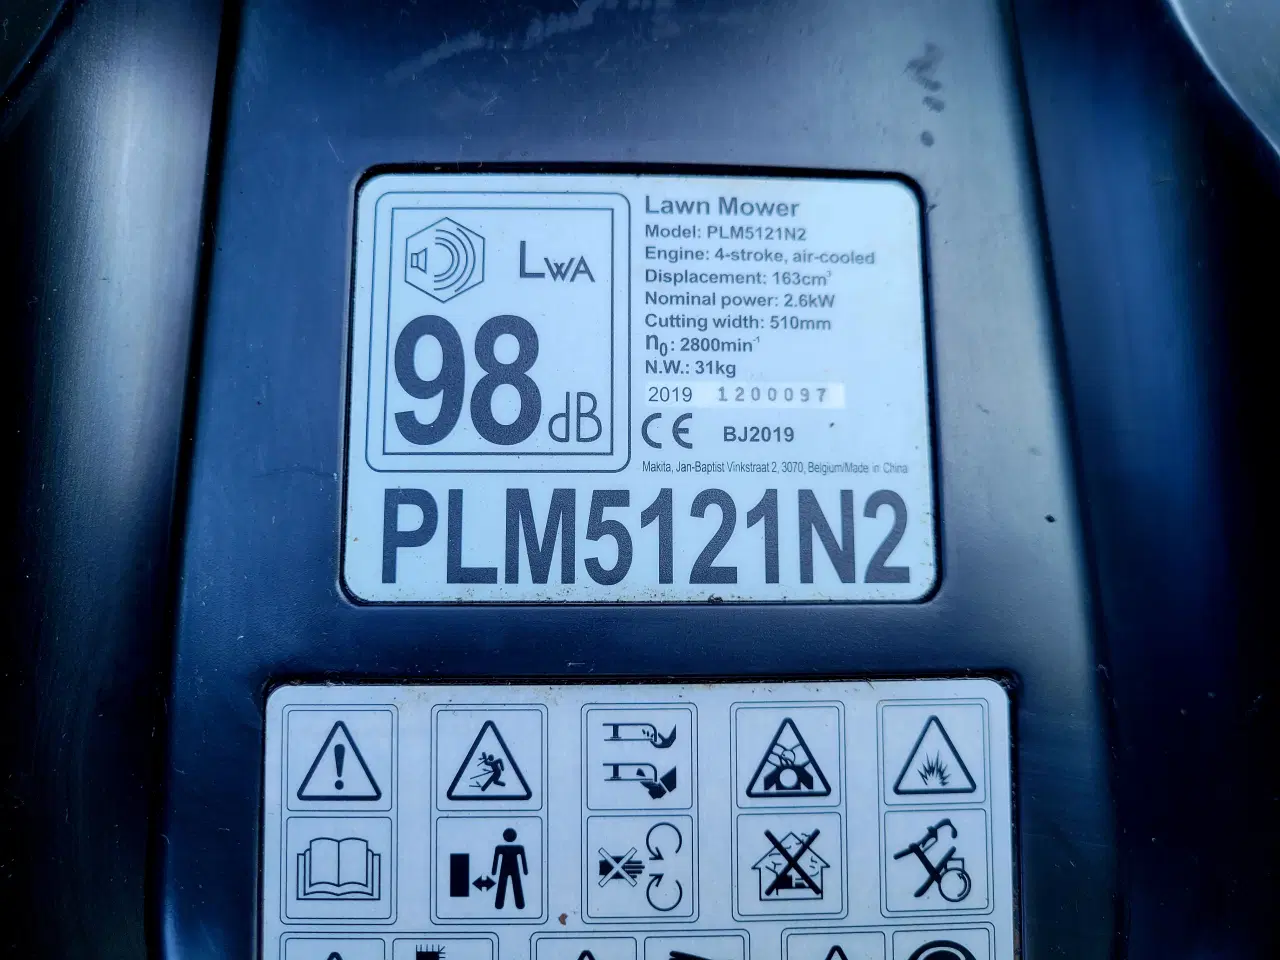 LWA
98 dB
Lawn Mower
Model: PLM5121N2
Engine: 4-stroke, air-cooled
Displacement: 163cm³
Nominal power: 2.6kW
Cutting width: 510mm
n₀: 2800min⁻¹
N.W.: 31kg
2019 1200097
CE BJ2019
Makita, Jan-Baptist Vinkstraat 2, 3070, Belgium/Made in China
PLM5121N2